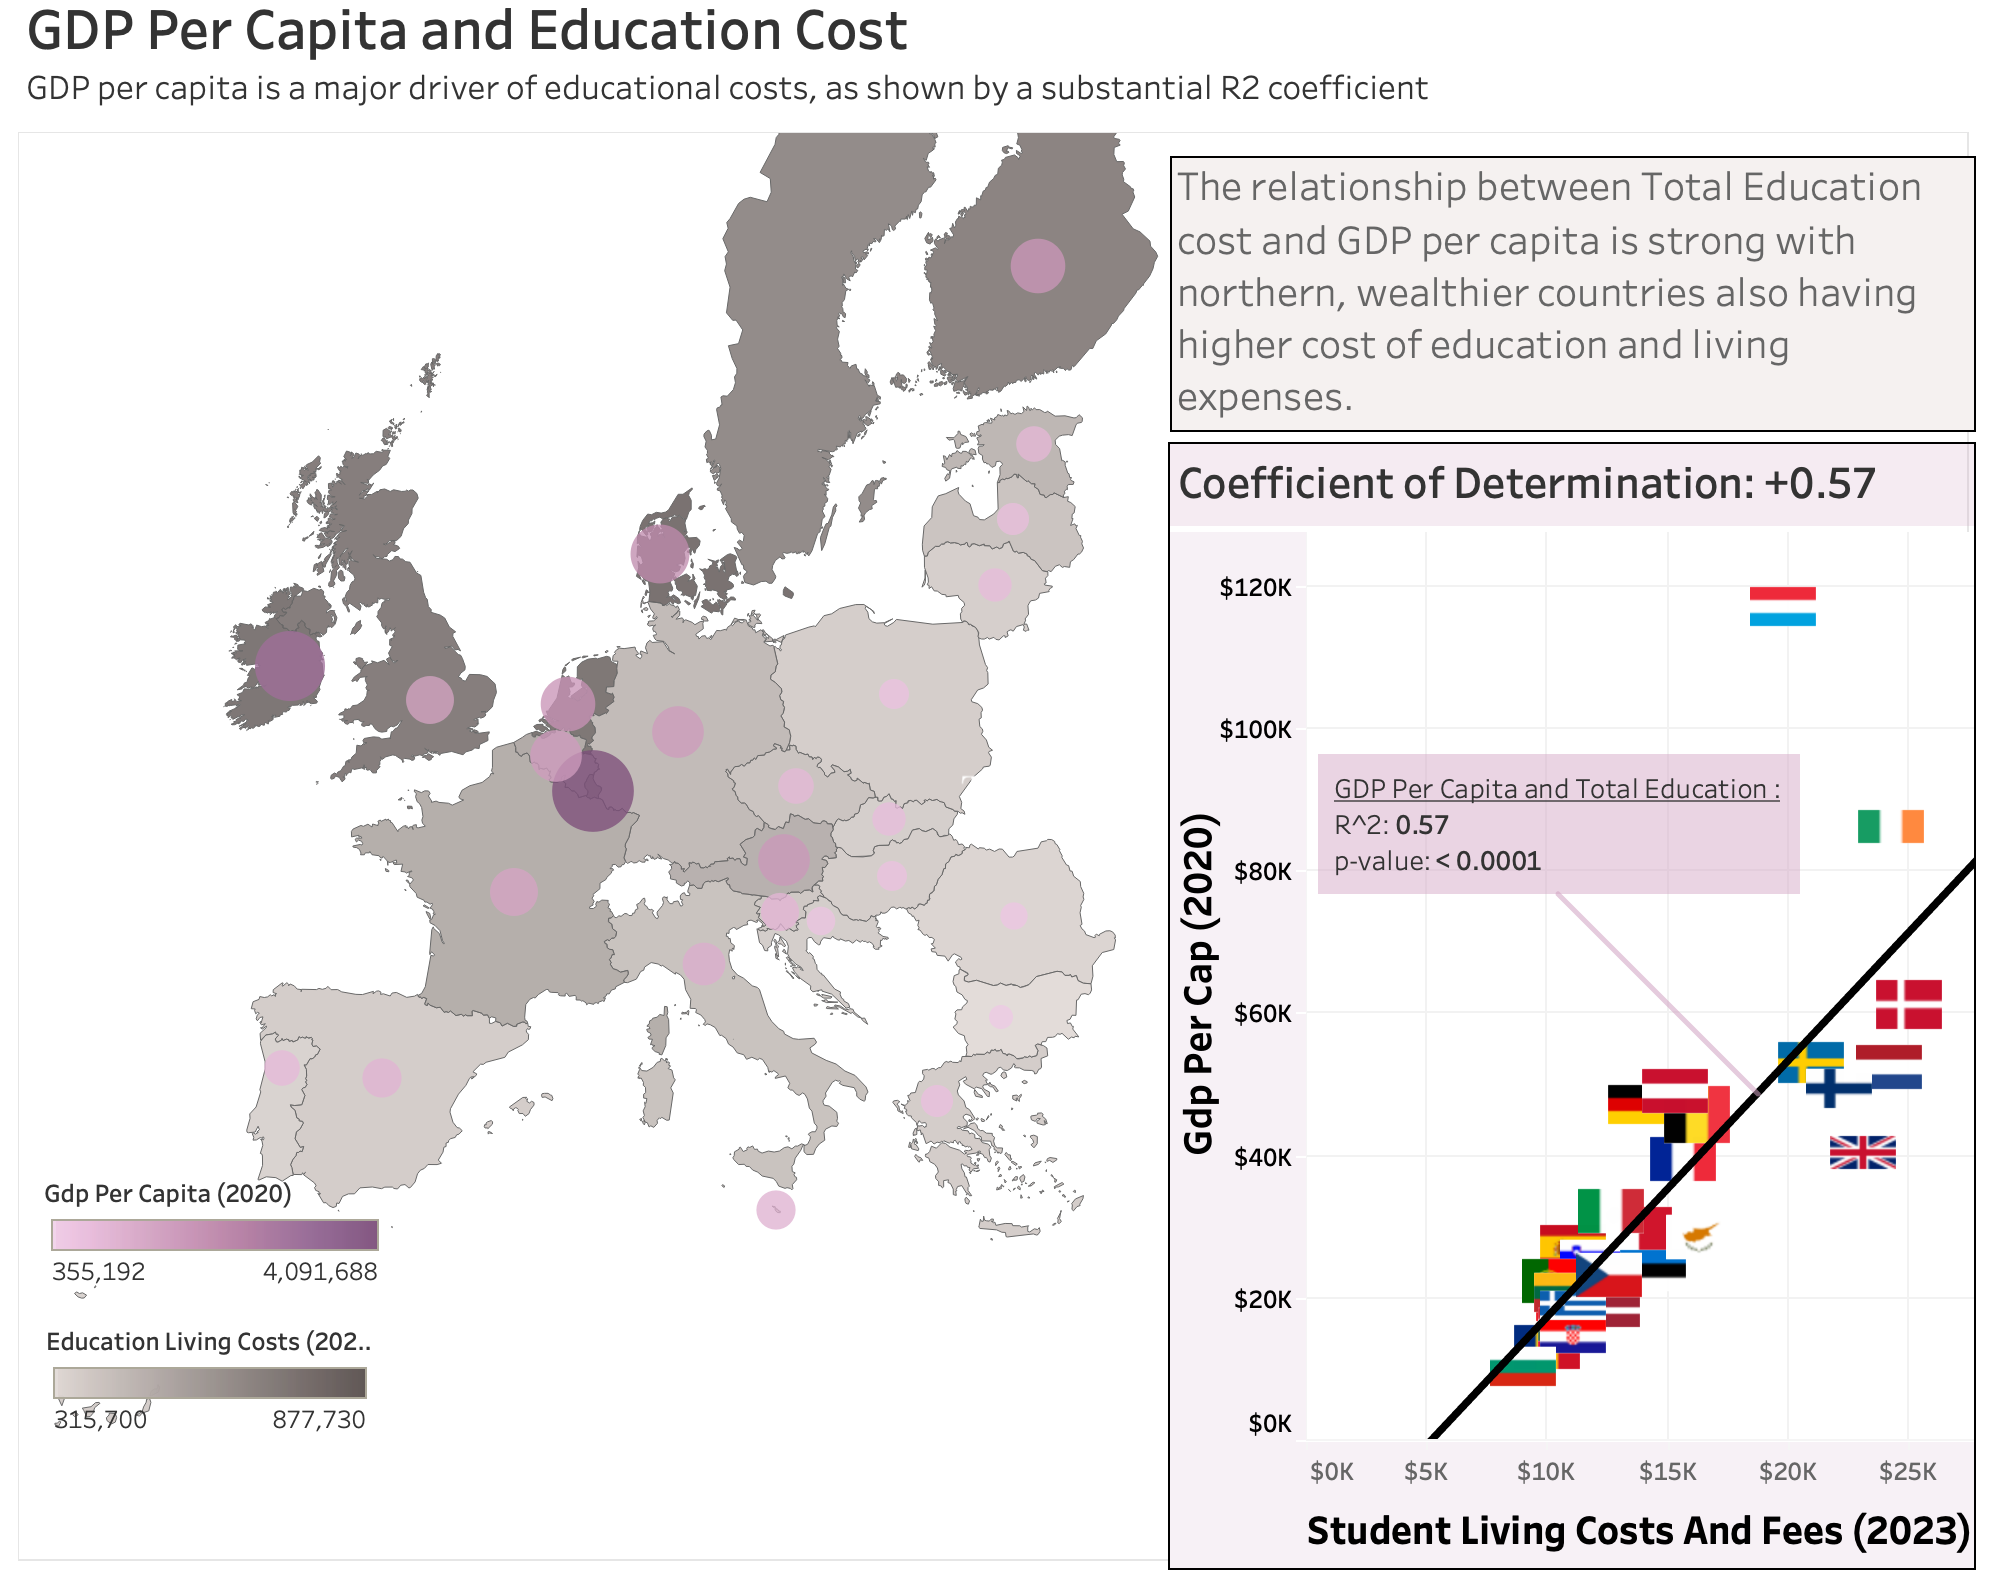 GDP Per Capita and Education Cost
GDP per capita is a major driver of educational costs, as shown by a substantial R2 coefficient
The relationship between Total Education
cost and GDP per capita is strong with
northern, wealthier countries also having
higher cost of education and living
expenses.
Coefficient of Determination: +0.57
$120K
$100K
GDP Per Capita and Total Education :
R^2: 0.57
p-value: < 0.0001
$80K
$60K
$40K
$20K
$0K
Gdp Per Cap (2020)
$0K $5K $10K $15K $20K $25K
Student Living Costs And Fees (2023)
Gdp Per Capita (2020)
355,192 4,091,688
Education Living Costs (202..
315,700 877,730